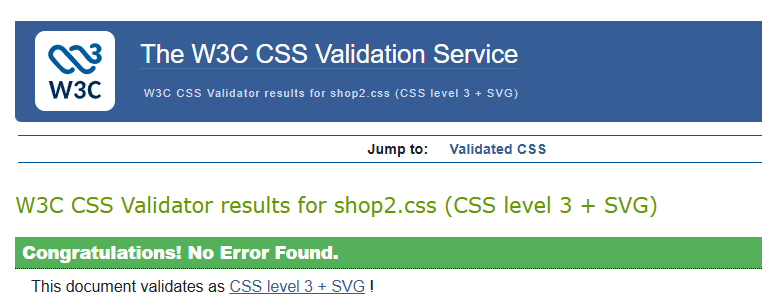 The W3C CSS Validation Service
W3C
W3C CSS Validator results for shop2.css (CSS level 3 + SVG)
Jump to: Validated CSS
W3C CSS Validator results for shop2.css (CSS level 3 + SVG)
Congratulations! No Error Found.
This document validates as CSS level 3 + SVG !